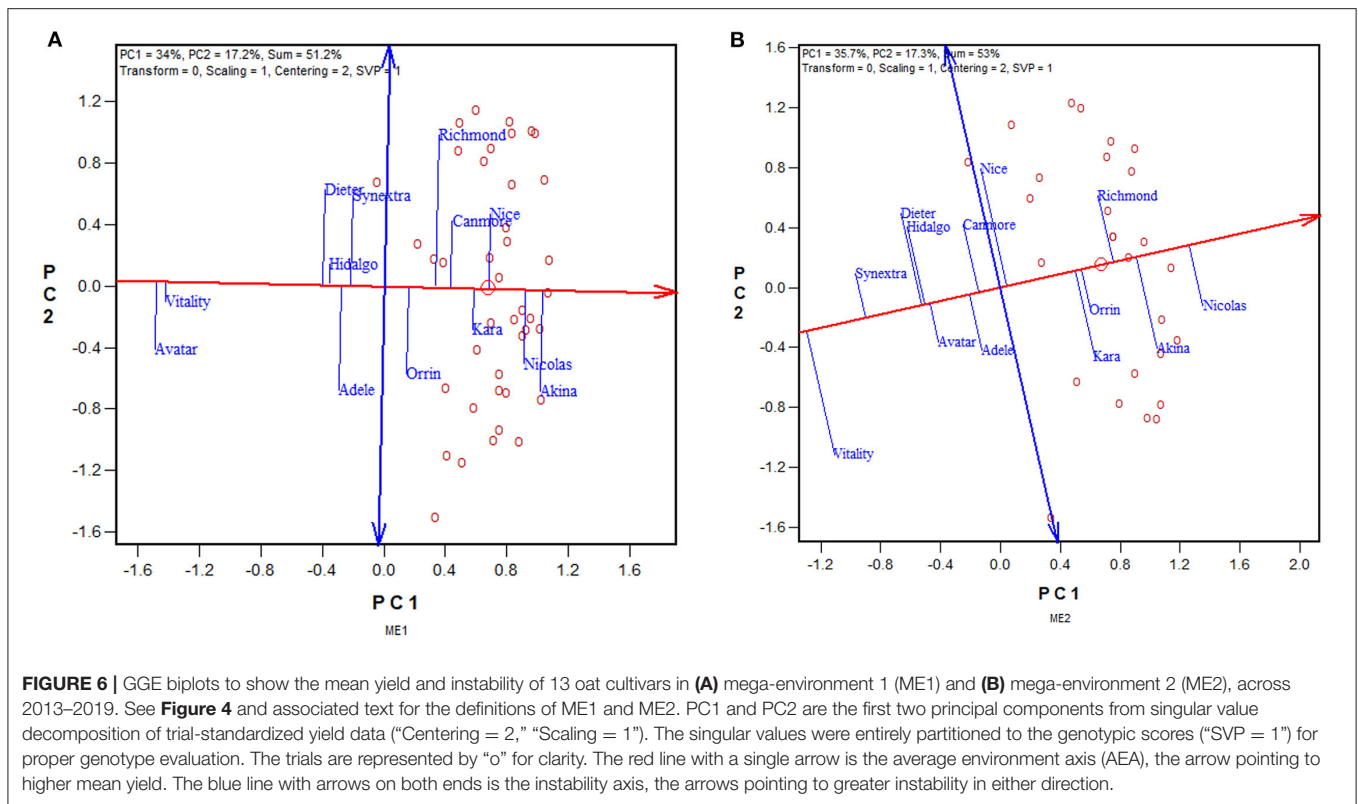 A
PC1 = 34%, PC2 = 17.2%, Sum = 51.2%
Transform = 0, Scaling = 1, Centering = 2, SVP = 1
1.2
0.8
0.4
0.0
-0.4
-0.8
-1.2
-1.6
PC2
Richmond
Dieter
Synextra
Nice
Canmore
Hidalgo
Vitality
Kara
Avatar
Nicolas
Orrin
Adele
Akina
-1.6
-1.2
-0.8
-0.4
0.0
0.4
0.8
1.2
1.6
PC1
ME1
B
PC1 = 35.7%, PC2 = 17.3%, Sum = 53%
Transform = 0, Scaling = 1, Centering = 2, SVP = 1
1.6
1.2
0.8
0.4
0.0
-0.4
-0.8
-1.2
-1.6
PC2
Nice
Richmond
Dieter
Hidalgo
Canmore
Synextra
Orrin
Nicolas
Avatar
Adele
Kara
Akina
Vitality
-1.2
-0.8
-0.4
0.0
0.4
0.8
1.2
1.6
2.0
PC1
ME2
FIGURE 6 | GGE biplots to show the mean yield and instability of 13 oat cultivars in (A) mega-environment 1 (ME1) and (B) mega-environment 2 (ME2), across
2013–2019. See Figure 4 and associated text for the definitions of ME1 and ME2. PC1 and PC2 are the first two principal components from singular value
decomposition of trial-standardized yield data (“Centering = 2,” “Scaling = 1”). The singular values were entirely partitioned to the genotypic scores (“SVP = 1”) for
proper genotype evaluation. The trials are represented by “o” for clarity. The red line with a single arrow is the average environment axis (AEA), the arrow pointing to
higher mean yield. The blue line with arrows on both ends is the instability axis, the arrows pointing to greater instability in either direction.